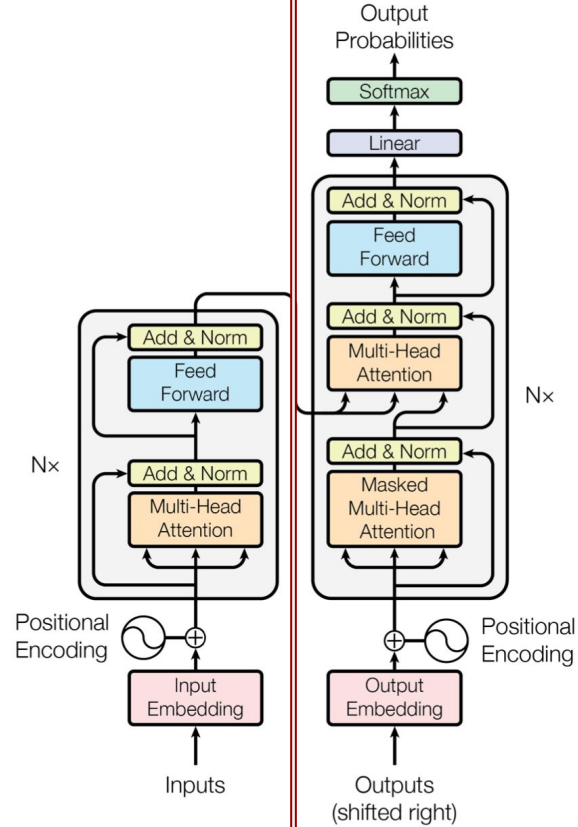 Output
Probabilities
Softmax
Linear
Add & Norm
Feed
Forward
Add & Norm
Multi-Head
Attention
Add & Norm
Masked
Multi-Head
Attention
N×
Positional
Encoding
Output
Embedding
Outputs
(shifted right)
Add & Norm
Feed
Forward
Add & Norm
Multi-Head
Attention
N×
Positional
Encoding
Input
Embedding
Inputs